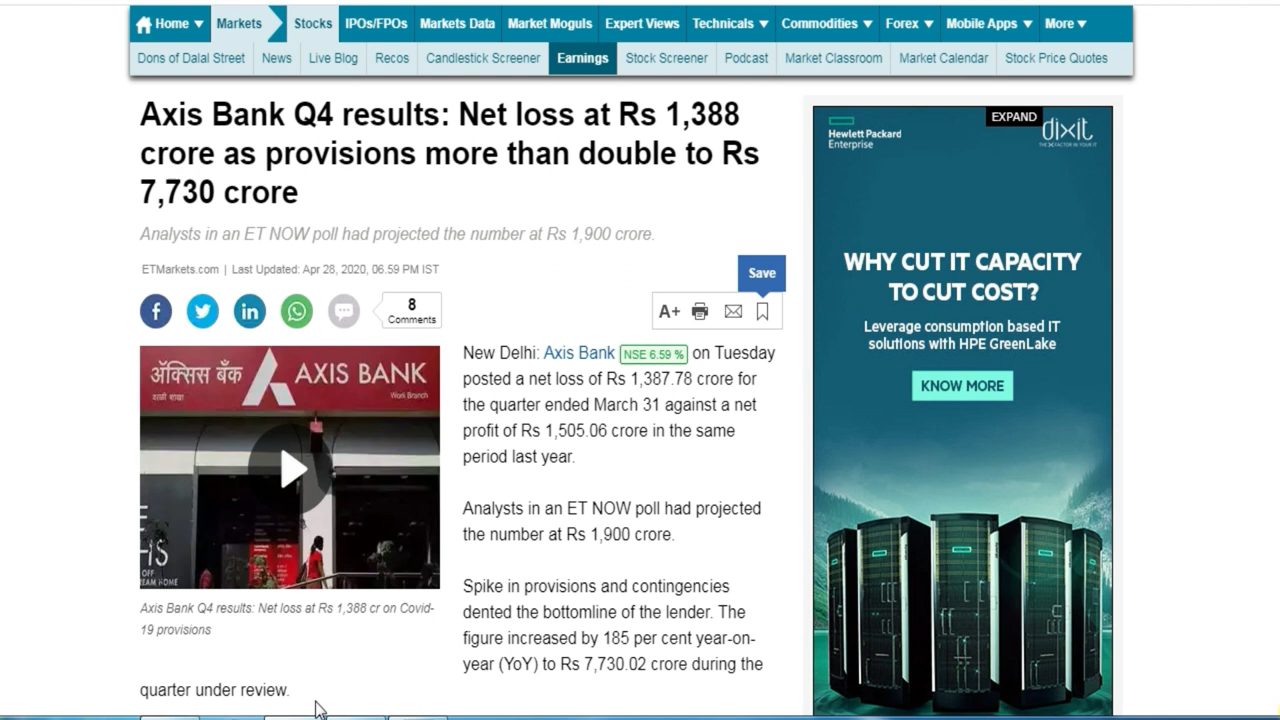 Home Markets Stocks IPOs/FPOs Markets Data Market Moguls Expert Views Technicals Commodities Forex Mobile Apps More
Dons of Dalal Street News Live Blog Recos Candlestick Screener Earnings Stock Screener Podcast Market Classroom Market Calendar Stock Price Quotes
Axis Bank Q4 results: Net loss at Rs 1,388
crore as provisions more than double to Rs
7,730 crore
Analysts in an ET NOW poll had projected the number at Rs 1,900 crore.
ETMarkets.com | Last Updated: Apr 28, 2020, 06.59 PM IST
Save
f in 8
Comments
A+
ॲक्सिस बँक AXIS BANK
Worli Branch
वरळी शाखा
OFF
Axis Bank Q4 results: Net loss at Rs 1,388 cr on Covid-
19 provisions
New Delhi: Axis Bank NSE 6.59 % on Tuesday
posted a net loss of Rs 1,387.78 crore for
the quarter ended March 31 against a net
profit of Rs 1,505.06 crore in the same
period last year.
Analysts in an ET NOW poll had projected
the number at Rs 1,900 crore.
Spike in provisions and contingencies
dented the bottomline of the lender. The
figure increased by 185 per cent year-on-
year (YoY) to Rs 7,730.02 crore during the
quarter under review.
EXPAND
Hewlett Packard
Enterprise
dixit
THE X FACTOR IN YOUR IT
WHY CUT IT CAPACITY
TO CUT COST?
Leverage consumption based IT
solutions with HPE GreenLake
KNOW MORE